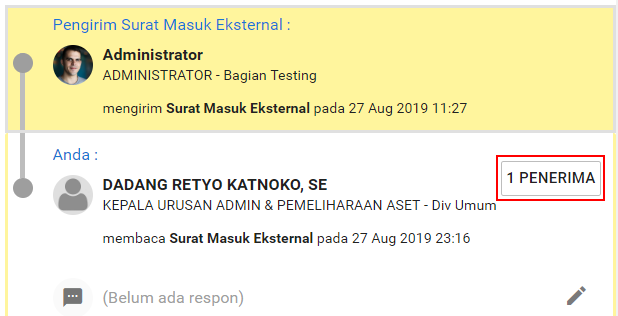 Pengirim Surat Masuk Eksternal :
Administrator
ADMINISTRATOR - Bagian Testing
mengirim Surat Masuk Eksternal pada 27 Aug 2019 11:27
Anda :
1 PENERIMA
DADANG RETYO KATNOKO, SE
KEPALA URUSAN ADMIN & PEMELIHARAAN ASET - Div Umum
membaca Surat Masuk Eksternal pada 27 Aug 2019 23:16
(Belum ada respon)